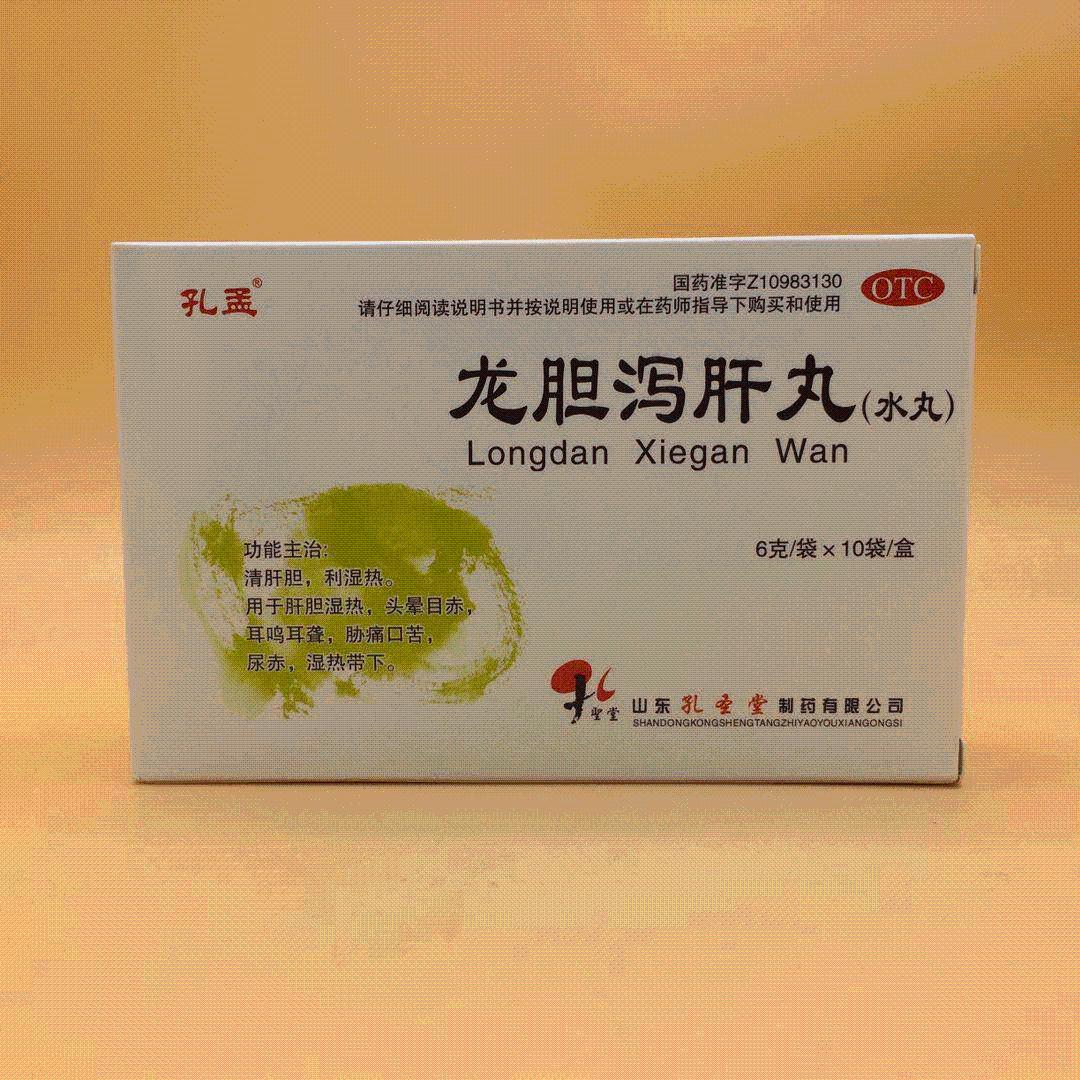 孔孟®
国药准字Z10983130
请仔细阅读说明书并按说明使用或在药师指导下购买和使用
OTC
龙胆泻肝丸(水丸)
Longdan Xiegan Wan
功能主治:
清肝胆，利湿热。
用于肝胆湿热，头晕目赤，
耳鸣耳聋，胁痛口苦，
尿赤，湿热带下。
6克/袋×10袋/盒
孔聖堂
山东孔圣堂制药有限公司
SHANDONGKONGSHENGTANGZHIYAOYOUXIANGONGSI